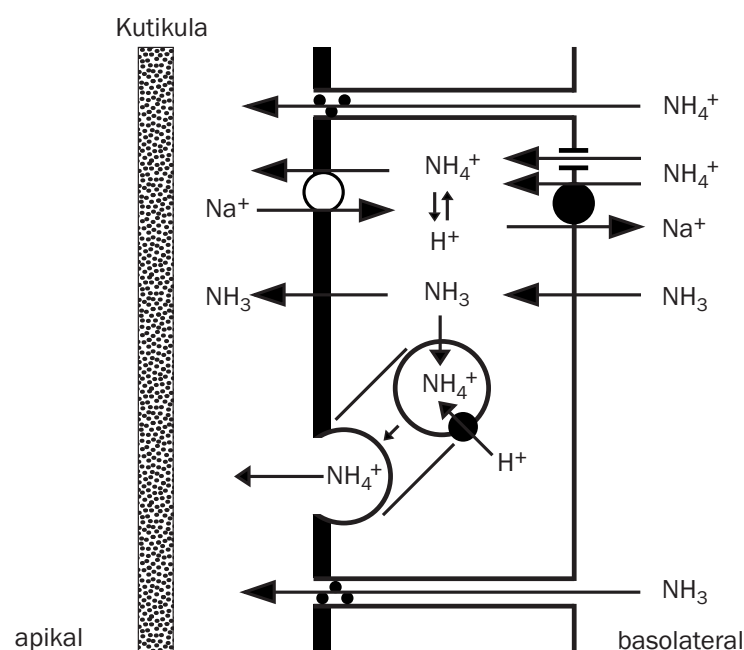 Kutikula
NH₄⁺
NH₄⁺
NH₄⁺
Na⁺
H⁺
Na⁺
NH₃
NH₃
NH₃
NH₄⁺
H⁺
NH₄⁺
NH₃
apikal
basolateral